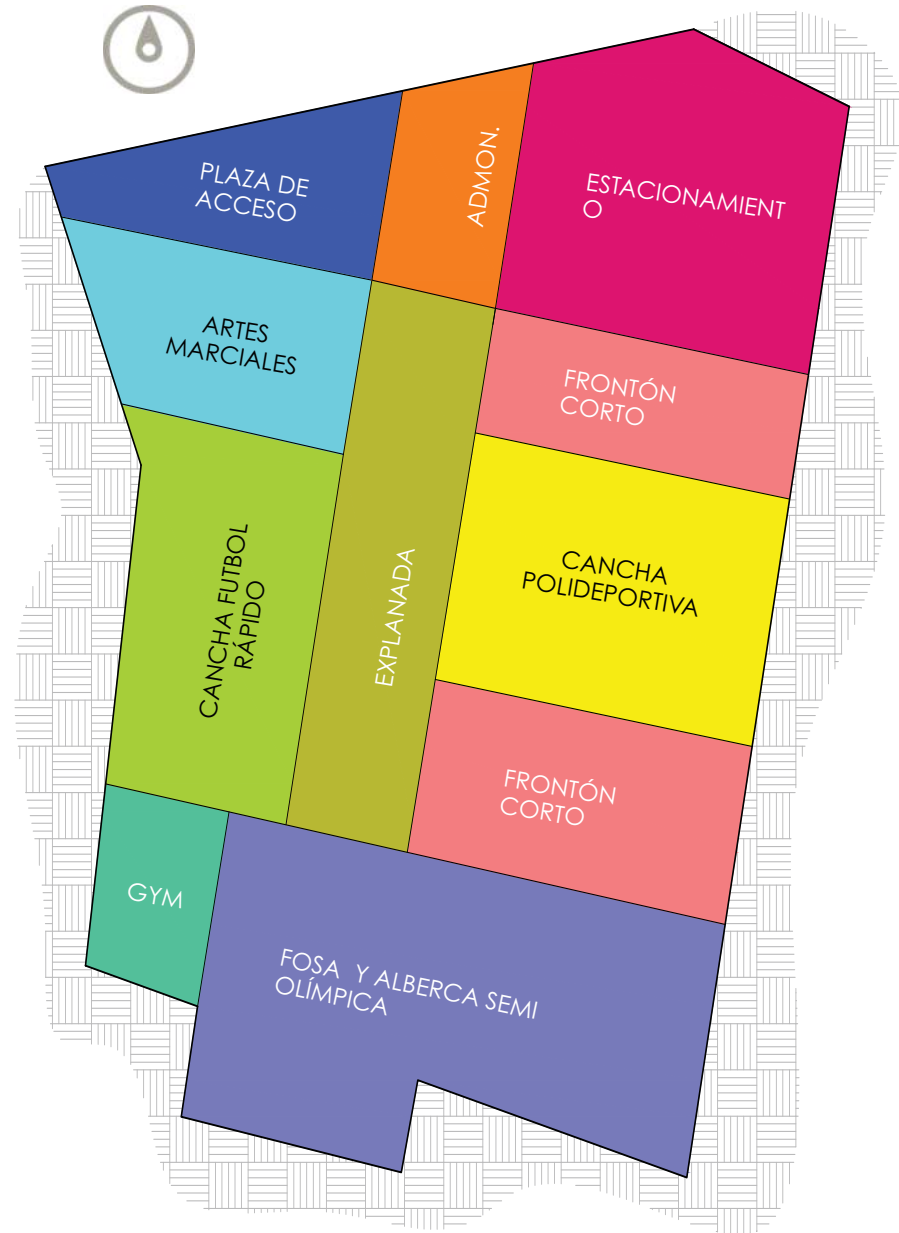 PLAZA DE
ACCESO
ADMON.
ESTACIONAMIENT
O
ARTES
MARCIALES
FRONTÓN
CORTO
CANCHA FUTBOL
RÁPIDO
EXPLANADA
CANCHA
POLIDEPORTIVA
FRONTÓN
CORTO
GYM
FOSA Y ALBERCA SEMI
OLÍMPICA